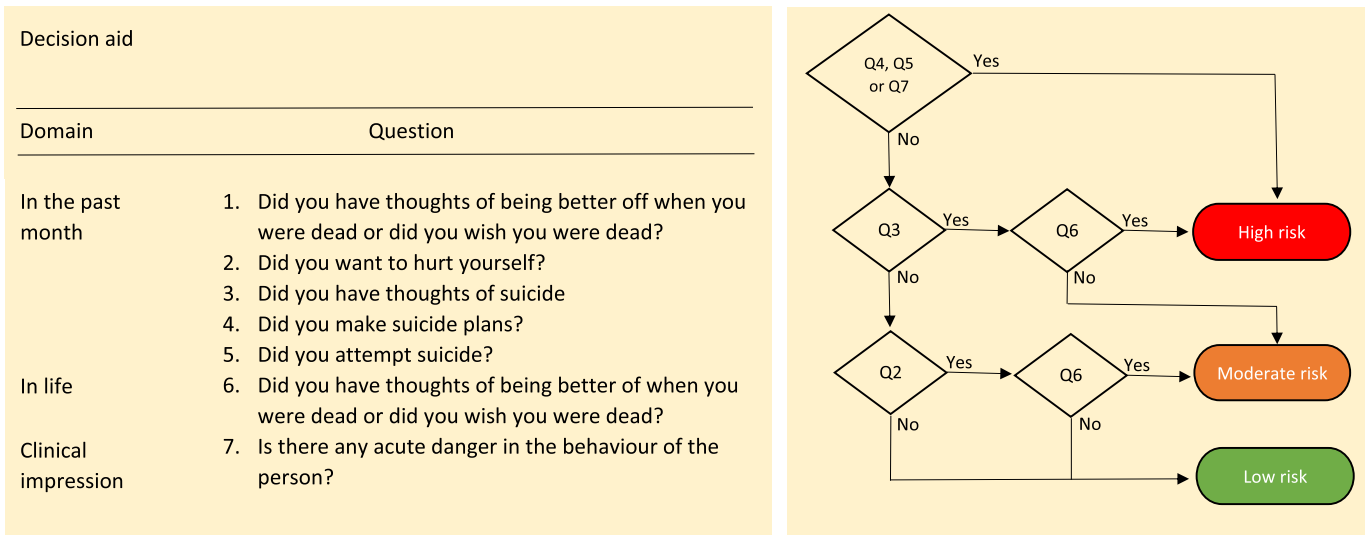 Decision aid
Domain Question
In the past month
1. Did you have thoughts of being better off when you
were dead or did you wish you were dead?
2. Did you want to hurt yourself?
3. Did you have thoughts of suicide
4. Did you make suicide plans?
5. Did you attempt suicide?
In life
6. Did you have thoughts of being better of when you
were dead or did you wish you were dead?
Clinical
impression
7. Is there any acute danger in the behaviour of the
person?
Q4, Q5
or Q7
Yes
No
Q3
Yes
Q6
Yes
High risk
No
No
Q2
Yes
Q6
Yes
Moderate risk
No
No
Low risk